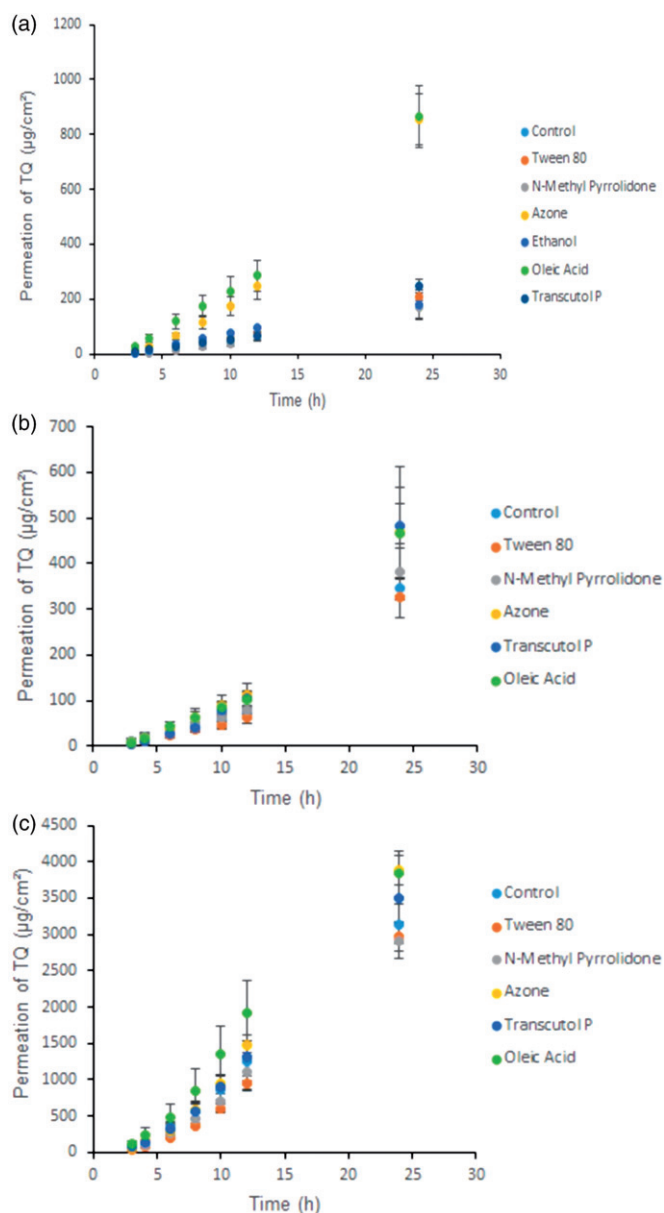 (a)
1200
1000
800
600
400
200
0
Permeation of TQ (µg/cm²)
0 5 10 15 20 25 30
Time (h)
Control
Tween 80
N-Methyl Pyrrolidone
Azone
Ethanol
Oleic Acid
Transcutol P
(b)
700
600
500
400
300
200
100
0
Permeation of TQ (µg/cm²)
0 5 10 15 20 25 30
Time (h)
Control
Tween 80
N-Methyl Pyrrolidone
Azone
Transcutol P
Oleic Acid
(c)
4500
4000
3500
3000
2500
2000
1500
1000
500
0
Permeation of TQ (µg/cm²)
0 5 10 15 20 25 30
Time (h)
Control
Tween 80
N-Methyl Pyrrolidone
Azone
Transcutol P
Oleic Acid